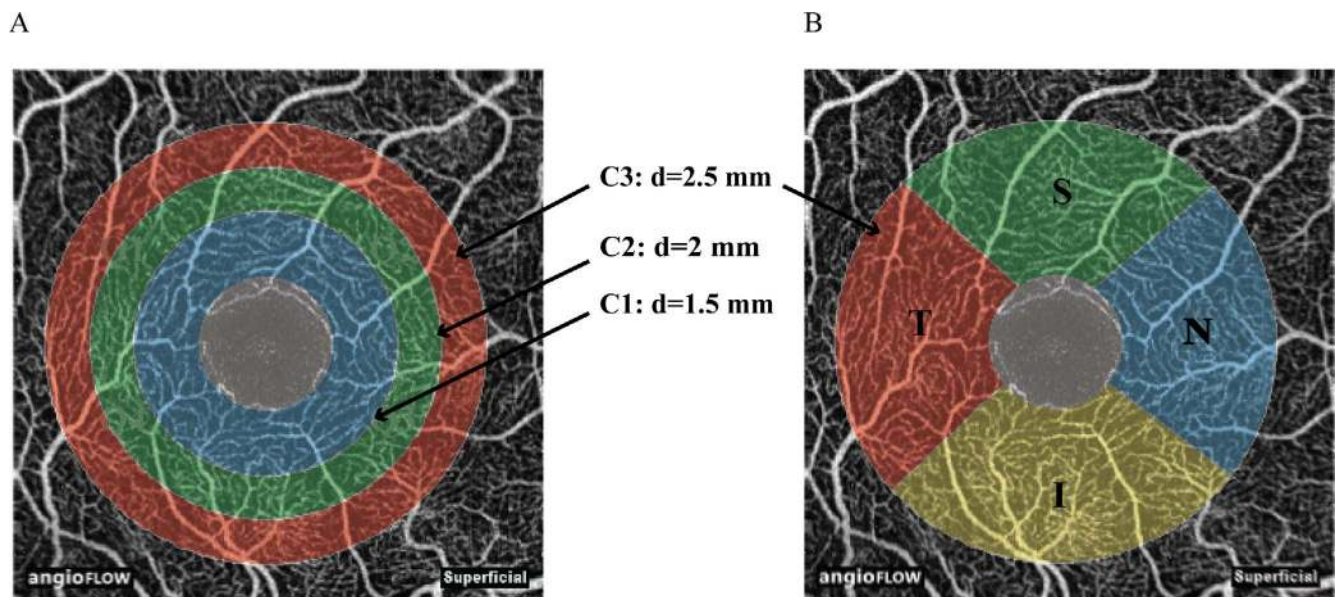 A
B
C3: d=2.5 mm
C2: d=2 mm
C1: d=1.5 mm
S
T
N
I
angioFLOW
Superficial
angioFLOW
Superficial